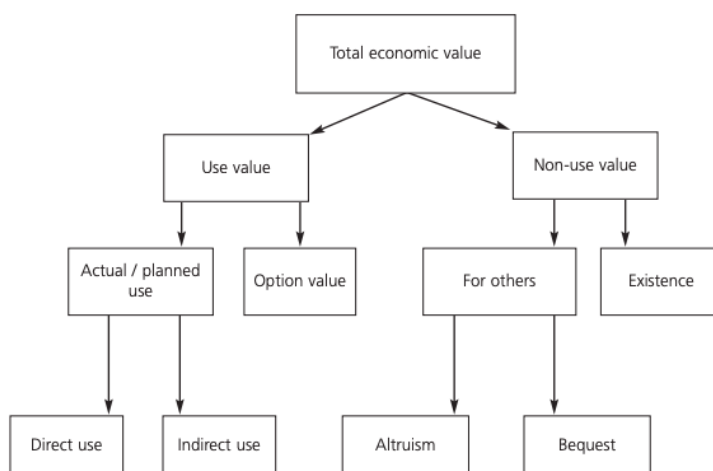 Total economic value
Use value
Non-use value
Actual / planned
use
Option value
For others
Existence
Direct use
Indirect use
Altruism
Bequest